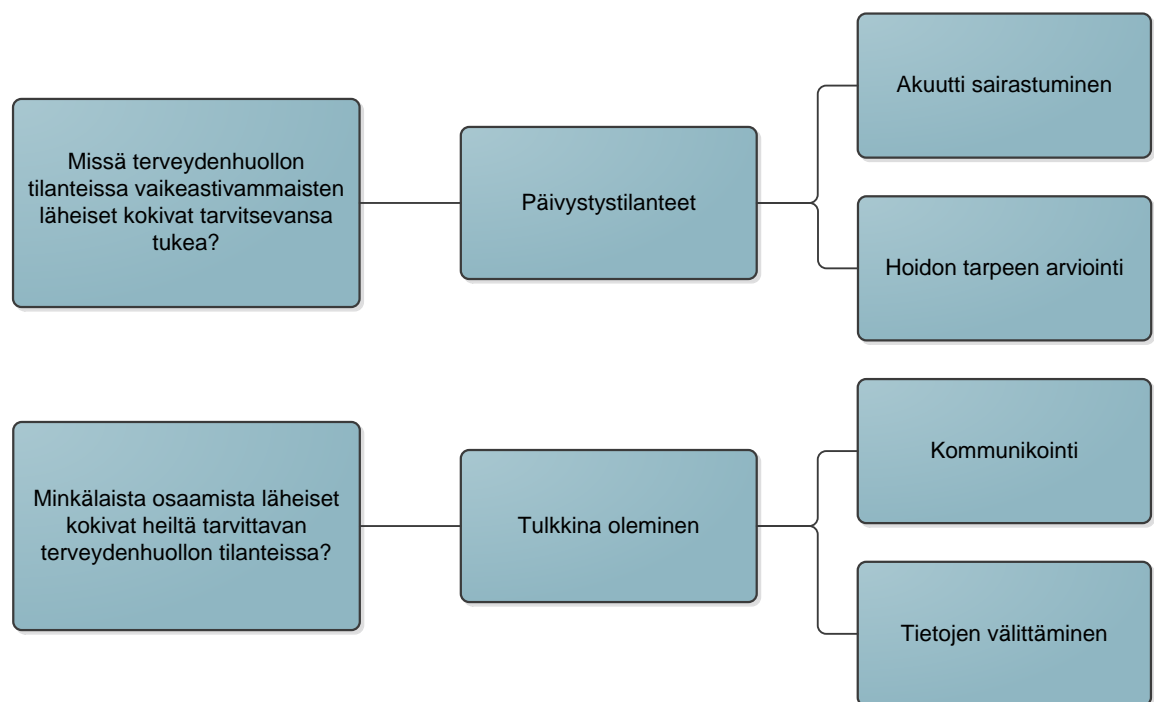 Missä terveydenhuollon
tilanteissa vaikeastivammaisten
läheiset kokivat tarvitsevansa
tukea?
Päivystystilanteet
Akuutti sairastuminen
Hoidon tarpeen arviointi
Minkälaista osaamista läheiset
kokivat heiltä tarvittavan
terveydenhuollon tilanteissa?
Tulkkina oleminen
Kommunikointi
Tietojen välittäminen